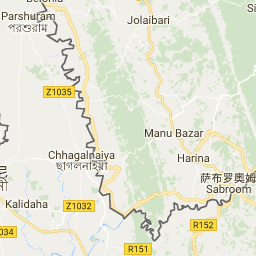 Belonia
Parshuram
পরশুরাম
Jolaibari
Z1035
Manu Bazar
Chhagalnaiya
ছাগলনাইয়া
Harina
萨布罗奥姆
Sabroom
Kalidaha
Z1032
R152
034
R151